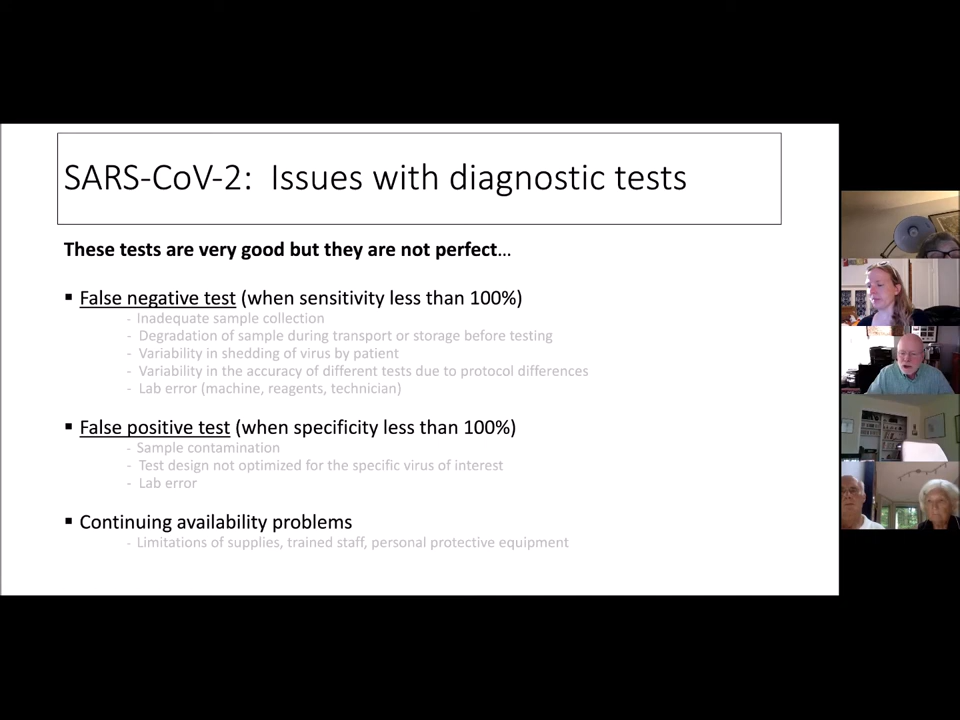 SARS-CoV-2: Issues with diagnostic tests
These tests are very good but they are not perfect...
▪ False negative test (when sensitivity less than 100%)
- Inadequate sample collection
- Degradation of sample during transport or storage before testing
- Variability in shedding of virus by patient
- Variability in the accuracy of different tests due to protocol differences
- Lab error (machine, reagents, technician)
▪ False positive test (when specificity less than 100%)
- Sample contamination
- Test design not optimized for the specific virus of interest
- Lab error
▪ Continuing availability problems
- Limitations of supplies, trained staff, personal protective equipment